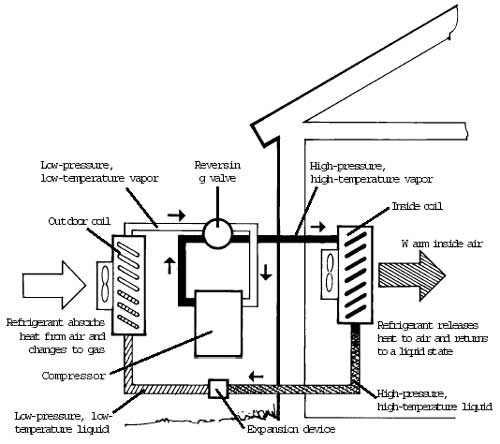 Low-pressure,
low-temperature vapor
Reversin
g valve
High-pressure,
high-temperature vapor
Outdoor coil
Inside coil
Warm inside air
Refrigerant absorbs
heat from air and
changes to gas
Refrigerant releases
heat to air and returns
to a liquid state
Compressor
Low-pressure, low-
temperature liquid
Expansion device
High-pressure,
high-temperature liquid